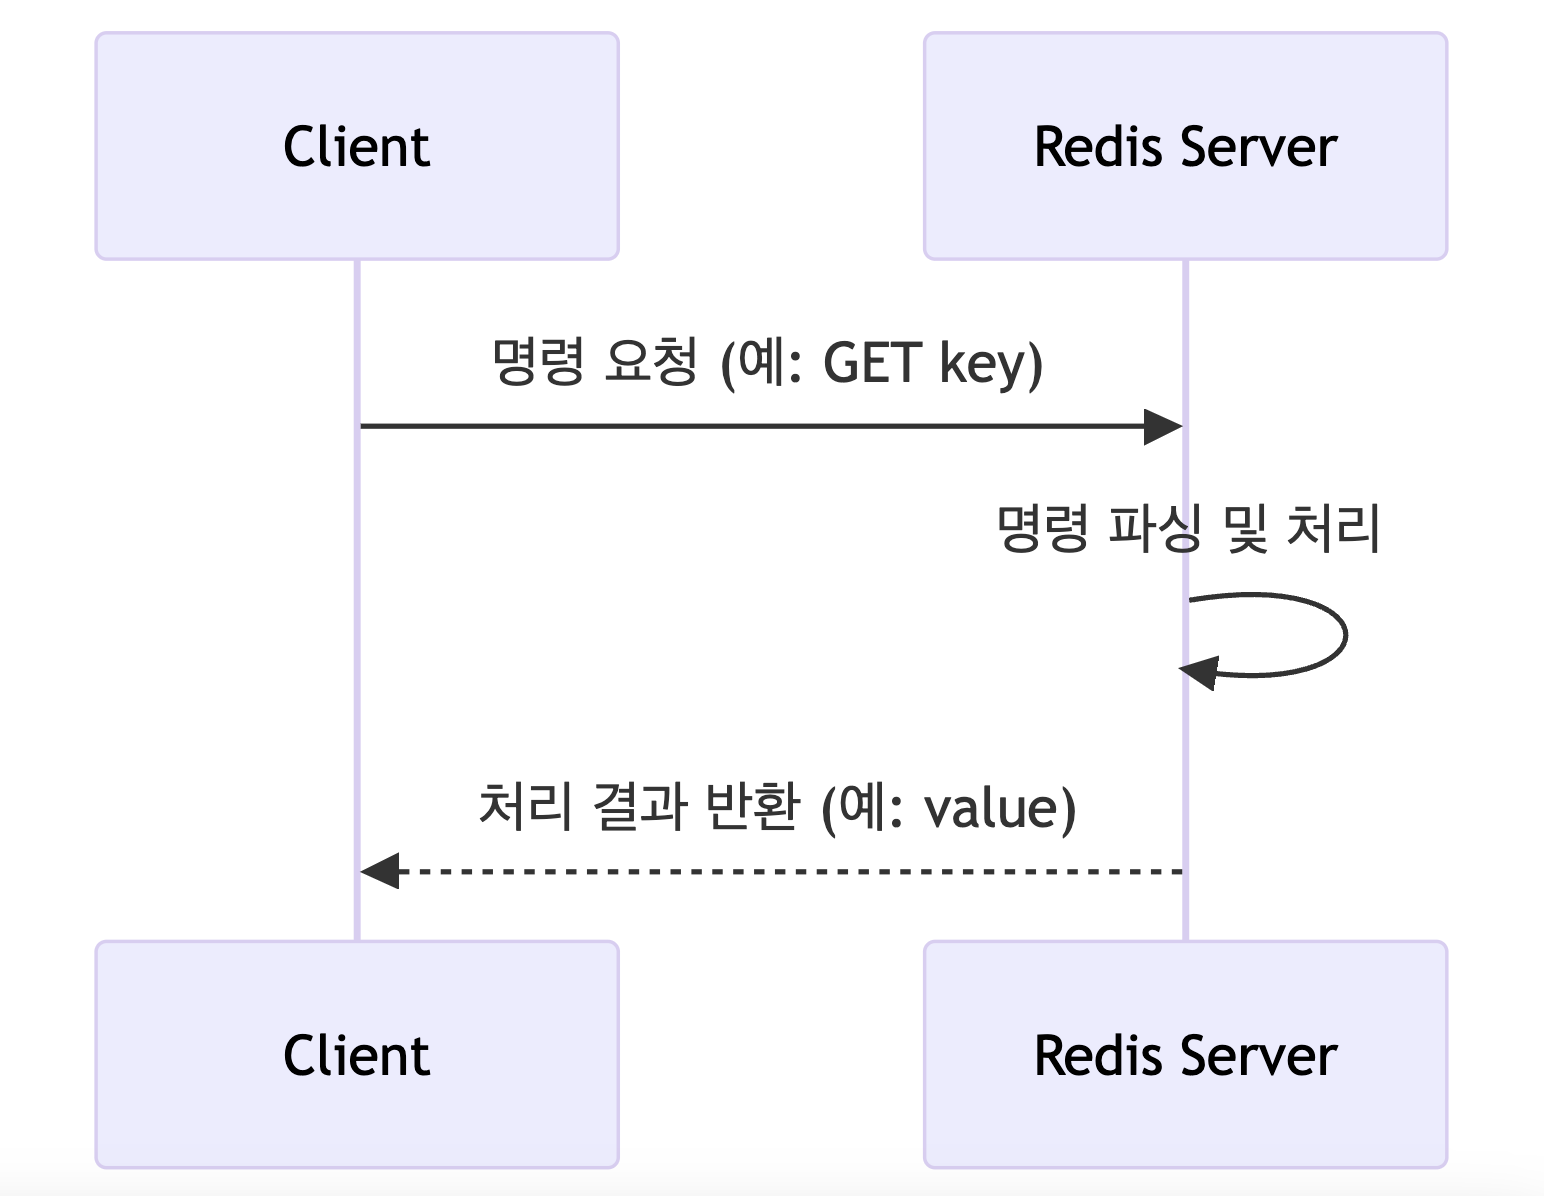 Client
Redis Server
명령 요청 (예: GET key)
명령 파싱 및 처리
처리 결과 반환 (예: value)
Client
Redis Server